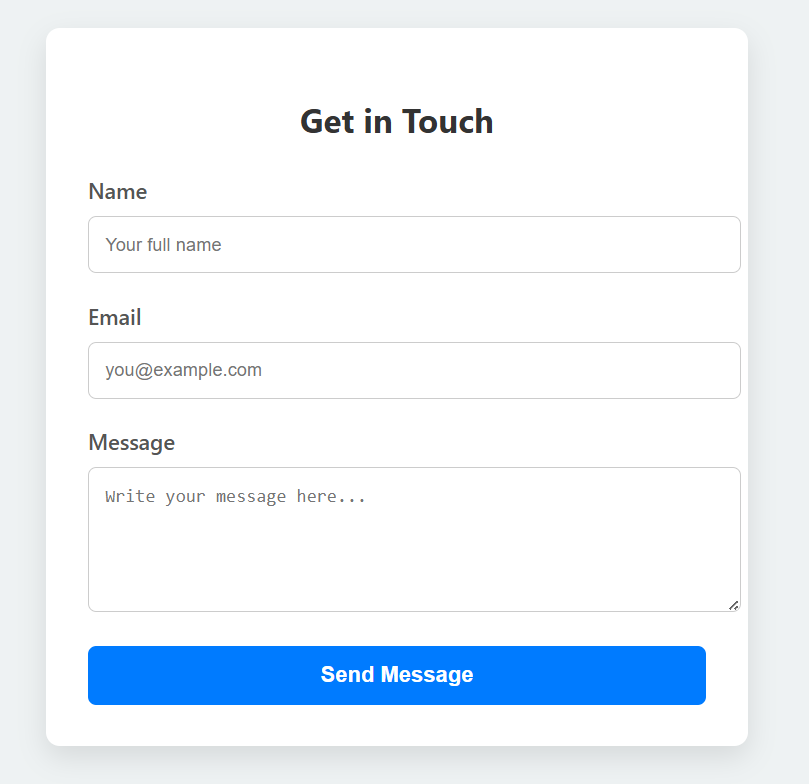 Get in Touch
Name
Your full name
Email
you@example.com
Message
Write your message here...
Send Message